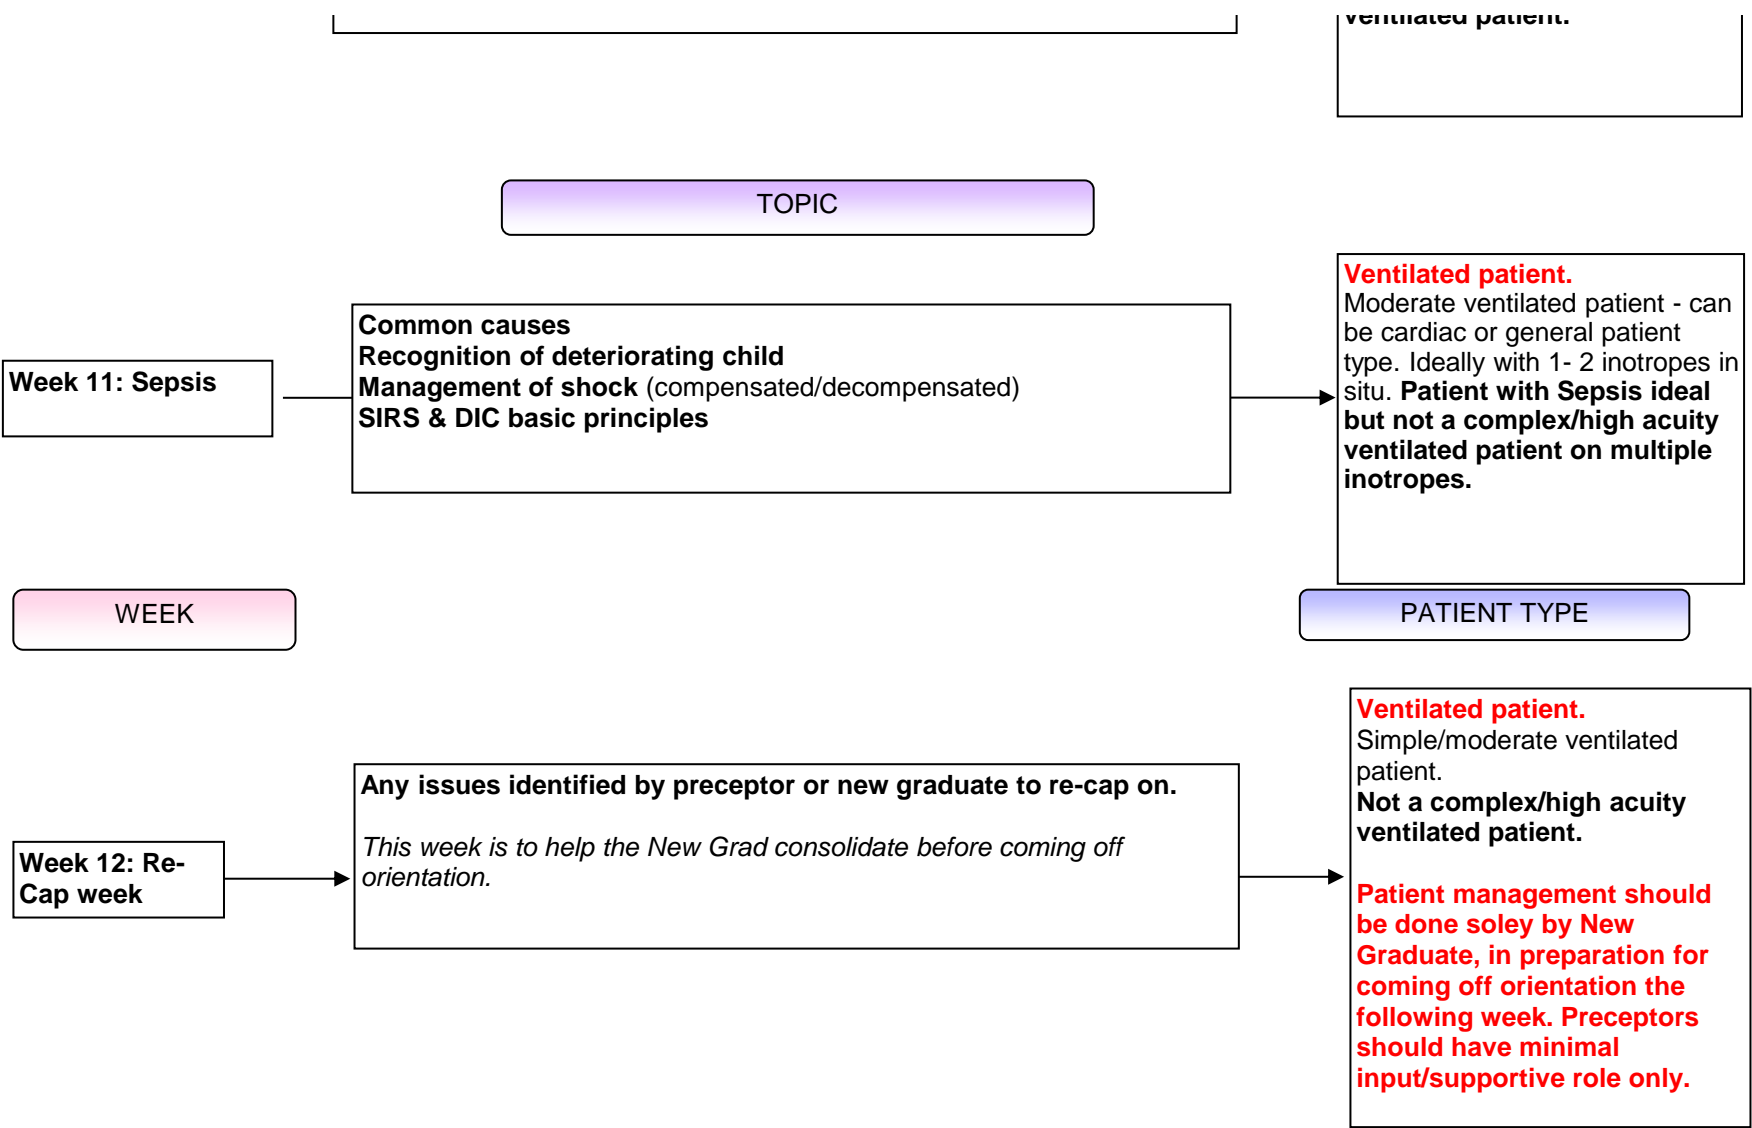 ventilated patient.
TOPIC
Week 11: Sepsis
Common causes
Recognition of deteriorating child
Management of shock (compensated/decompensated)
SIRS & DIC basic principles
Ventilated patient.
Moderate ventilated patient - can
be cardiac or general patient
type. Ideally with 1- 2 inotropes in
situ. Patient with Sepsis ideal
but not a complex/high acuity
ventilated patient on multiple
inotropes.
WEEK
PATIENT TYPE
Week 12: Re-
Cap week
Any issues identified by preceptor or new graduate to re-cap on.
This week is to help the New Grad consolidate before coming off
orientation.
Ventilated patient.
Simple/moderate ventilated
patient.
Not a complex/high acuity
ventilated patient.
Patient management should
be done soley by New
Graduate, in preparation for
coming off orientation the
following week. Preceptors
should have minimal
input/supportive role only.